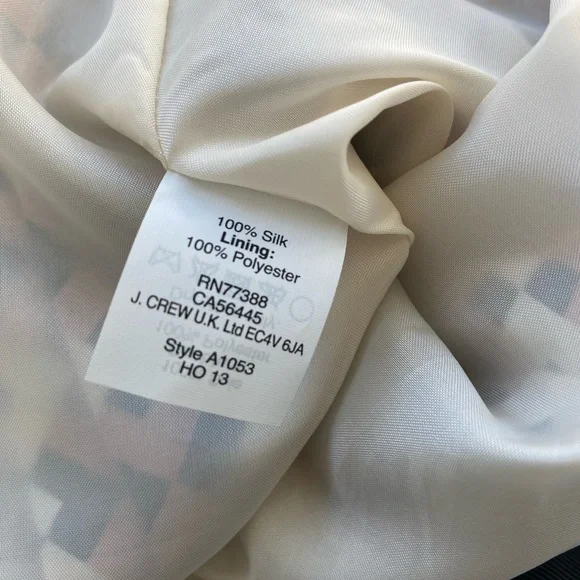 100% Silk
Lining:
100% Polyester
RN77388
CA56445
J. CREW U.K. Ltd EC4V 6JA
Style A1053
HO 13